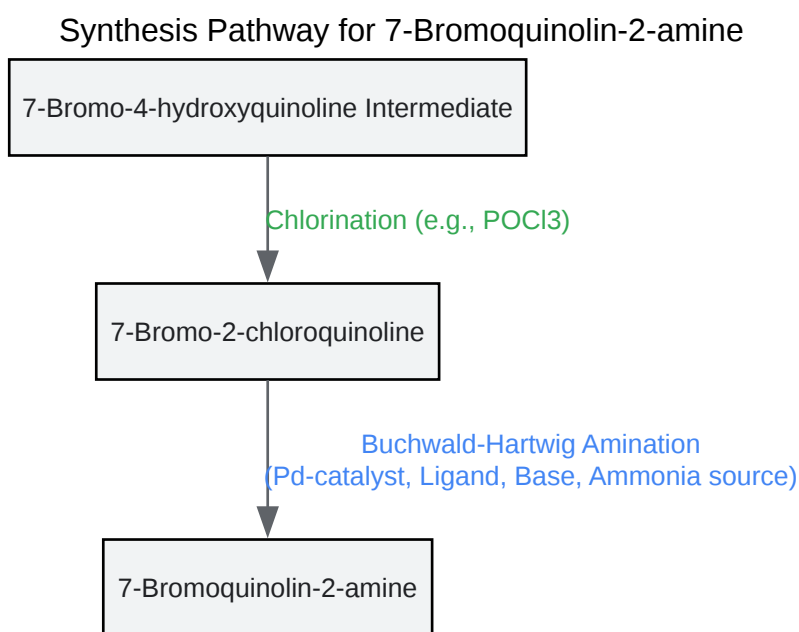 Synthesis Pathway for 7-Bromoquinolin-2-amine
7-Bromo-4-hydroxyquinoline Intermediate
Chlorination (e.g., POCl3)
7-Bromo-2-chloroquinoline
Buchwald-Hartwig Amination
(Pd-catalyst, Ligand, Base, Ammonia source)
7-Bromoquinolin-2-amine